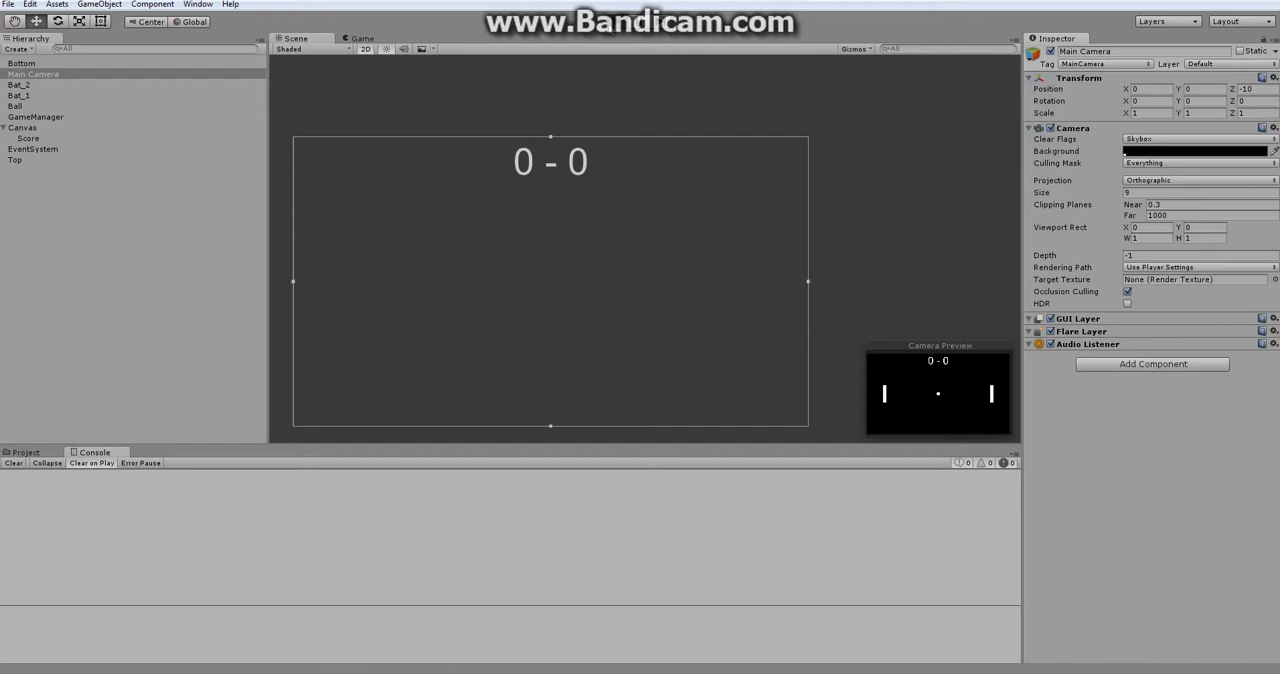 File Edit Assets GameObject Component Window Help
www.Bandicam.com
Center Global
Layers
Layout
Hierarchy
Create
All
Bottom
Main Camera
Bat_2
Bat_1
Ball
GameManager
Canvas
Score
EventSystem
Top
Scene Game
Shaded 2D Gizmos All
0 - 0
Camera Preview
0 - 0
Inspector
Main Camera Static
Tag MainCamera Layer Default
Transform
Position X 0 Y 0 Z -10
Rotation X 0 Y 0 Z 0
Scale X 1 Y 1 Z 1
Camera
Clear Flags Skybox
Background
Culling Mask Everything
Projection Orthographic
Size 9
Clipping Planes Near 0.3
Far 1000
Viewport Rect X 0 Y 0
W 1 H 1
Depth -1
Rendering Path Use Player Settings
Target Texture None (Render Texture)
Occlusion Culling
HDR
GUI Layer
Flare Layer
Audio Listener
Add Component
Project Console
Clear Collapse Clear on Play Error Pause 0 0 0